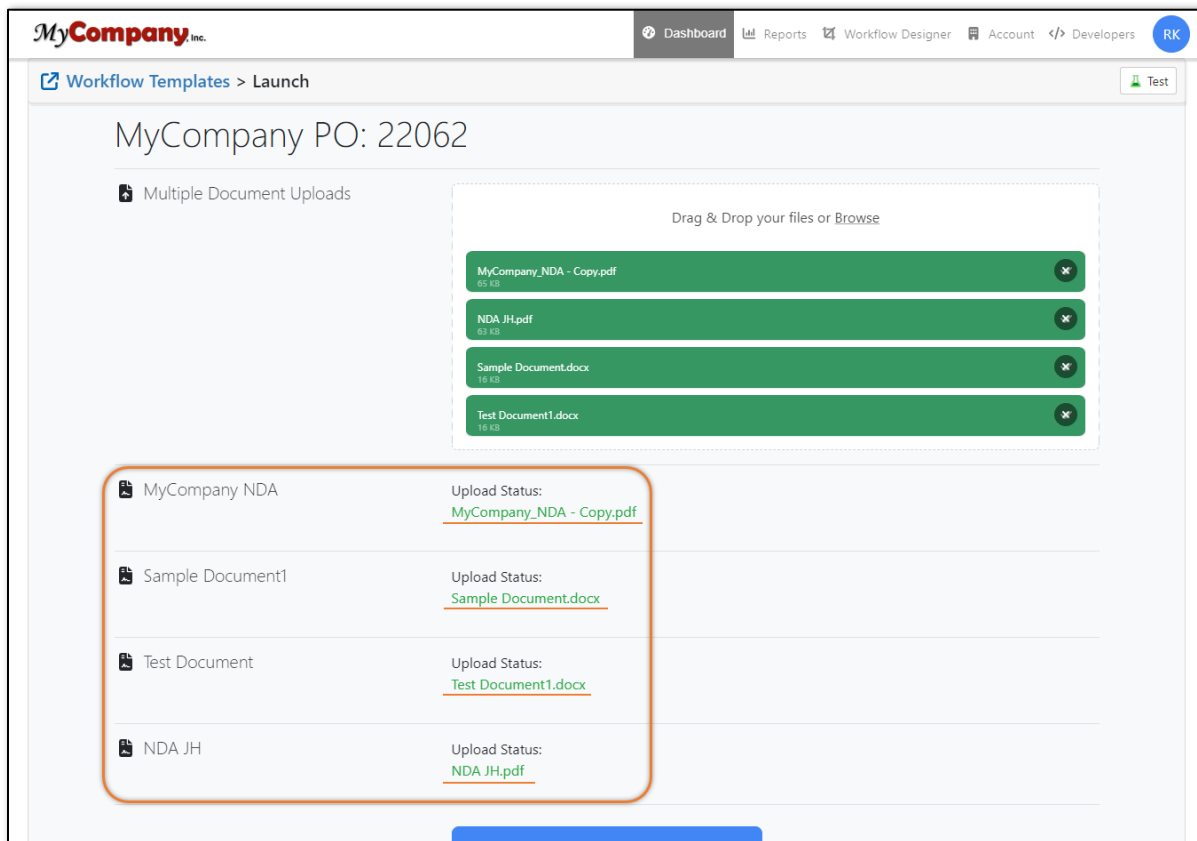 MyCompany, Inc.
Dashboard Reports Workflow Designer Account Developers RK
Workflow Templates > Launch
Test
MyCompany PO: 22062
Multiple Document Uploads
Drag & Drop your files or Browse
MyCompany_NDA - Copy.pdf
65 KB
NDA JH.pdf
63 KB
Sample Document.docx
16 KB
Test Document1.docx
16 KB
MyCompany NDA
Upload Status:
MyCompany_NDA - Copy.pdf
Sample Document1
Upload Status:
Sample Document.docx
Test Document
Upload Status:
Test Document1.docx
NDA JH
Upload Status:
NDA JH.pdf